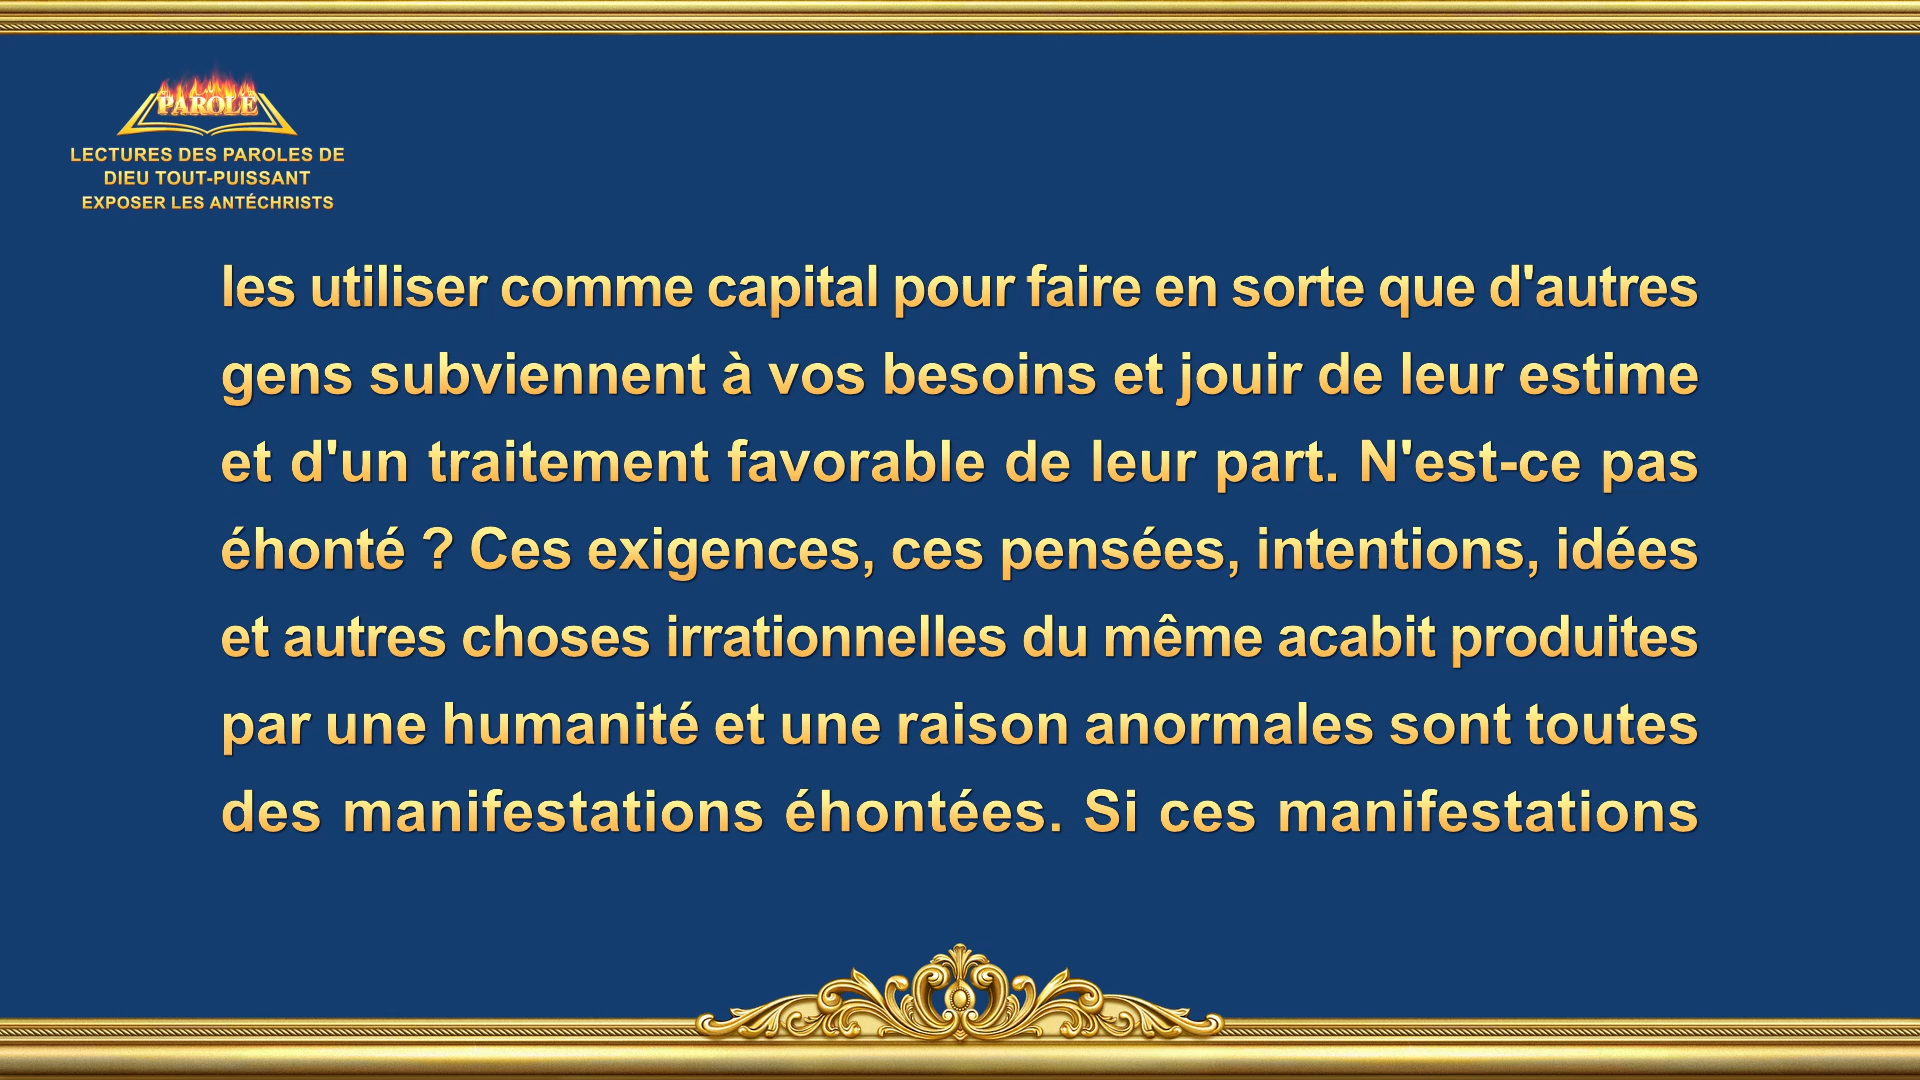 PAROLE
LECTURES DES PAROLES DE
DIEU TOUT-PUISSANT
EXPOSER LES ANTÉCHRISTS
les utiliser comme capital pour faire en sorte que d'autres
gens subviennent à vos besoins et jouir de leur estime
et d'un traitement favorable de leur part. N'est-ce pas
éhonté ? Ces exigences, ces pensées, intentions, idées
et autres choses irrationnelles du même acabit produites
par une humanité et une raison anormales sont toutes
des manifestations éhontées. Si ces manifestations